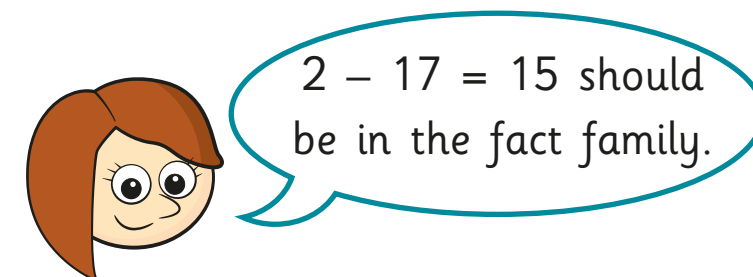 2 – 17 = 15 should
be in the fact family.